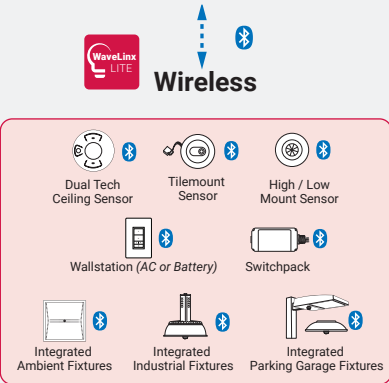 WaveLinx
LITE
Wireless
Dual Tech
Ceiling Sensor
Tilemount
Sensor
High / Low
Mount Sensor
Wallstation (AC or Battery)
Switchpack
Integrated
Ambient Fixtures
Integrated
Industrial Fixtures
Integrated
Parking Garage Fixtures